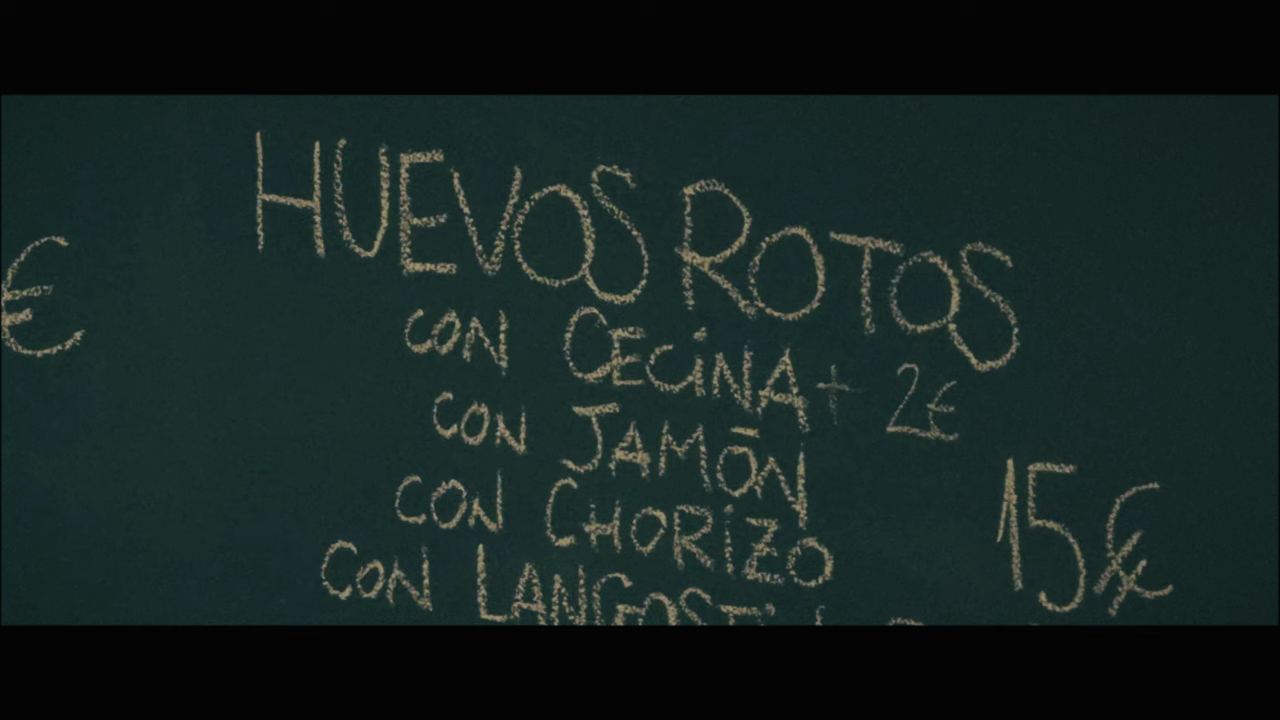 €
HUEVOS ROTOS
CON CECINA + 2€
CON JAMÓN
CON CHORIZO
15€
CON